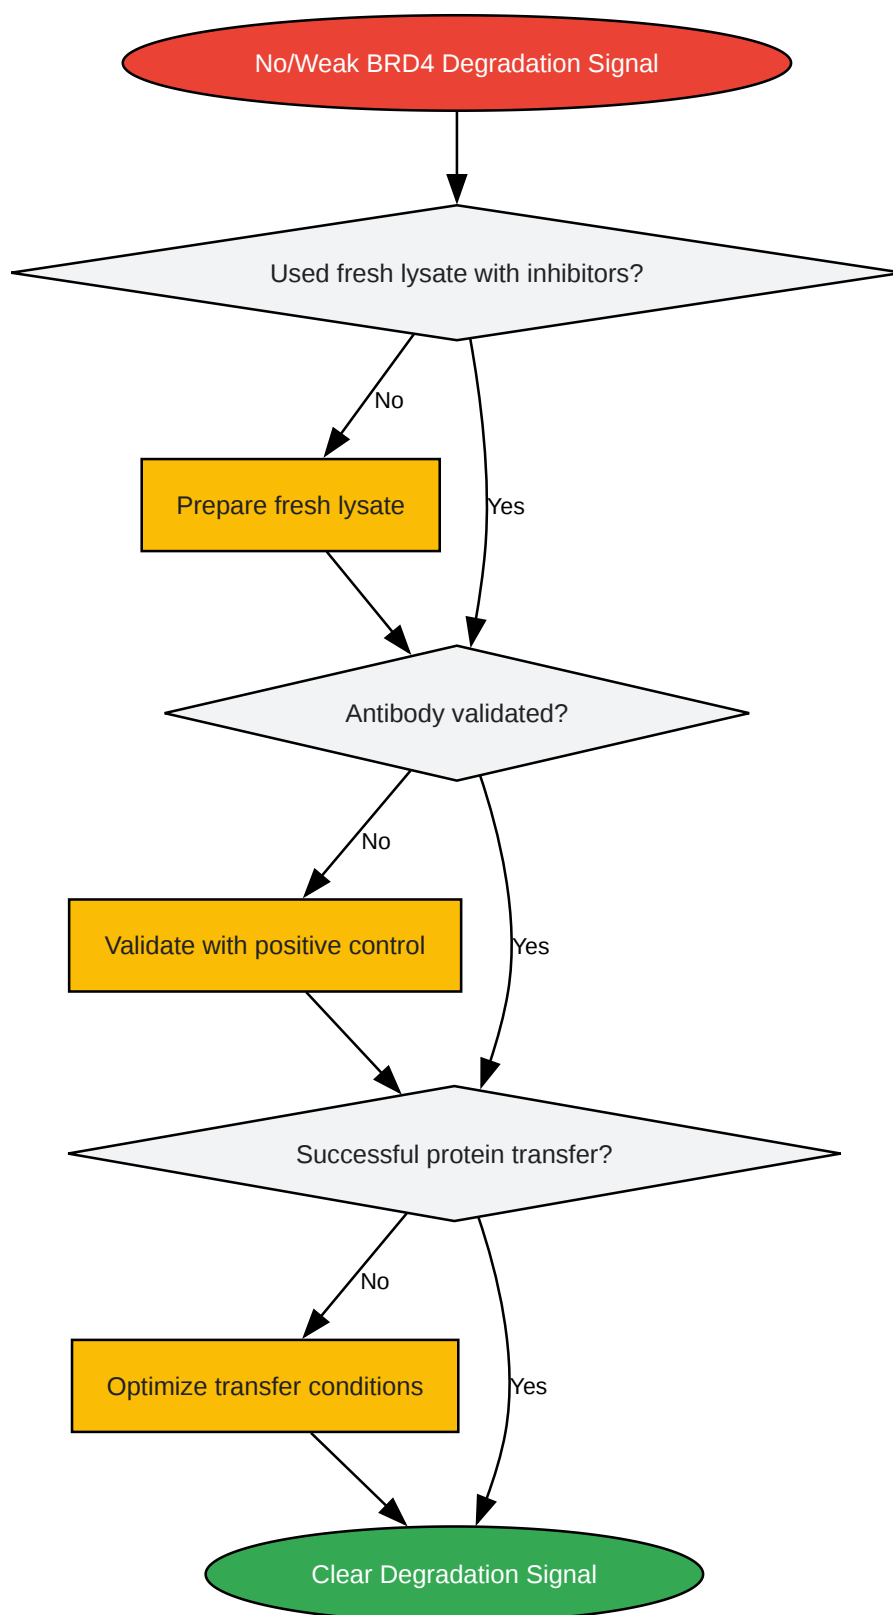 No/Weak BRD4 Degradation Signal
Used fresh lysate with inhibitors?
No
Prepare fresh lysate
Yes
Antibody validated?
No
Validate with positive control
Yes
Successful protein transfer?
No
Optimize transfer conditions
Yes
Clear Degradation Signal